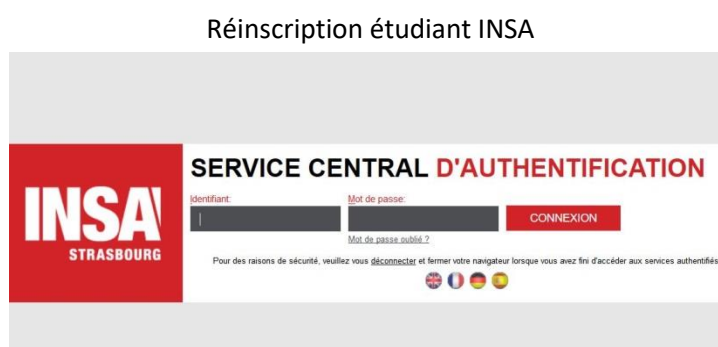 Réinscription étudiant INSA
INSA
STRASBOURG
SERVICE CENTRAL D'AUTHENTIFICATION
Identifiant:
Mot de passe:
CONNEXION
Mot de passe oublié ?
Pour des raisons de sécurité, veuillez vous déconnecter et fermer votre navigateur lorsque vous avez fini d'accéder aux services authentifiés